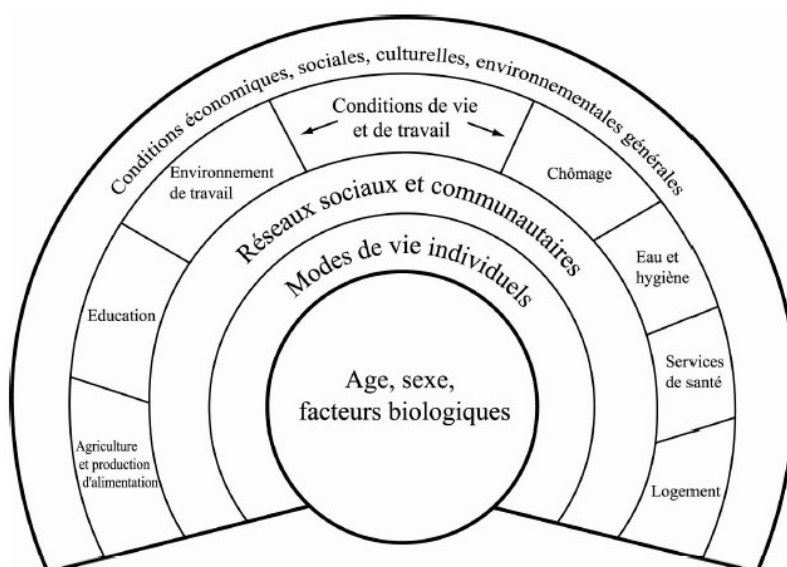 Conditions économiques, sociales, culturelles, environnementales générales
Conditions de vie
et de travail
Environnement
de travail
Chômage
Réseaux sociaux et communautaires
Eau et
hygiène
Modes de vie individuels
Education
Services
de santé
Age, sexe,
facteurs biologiques
Agriculture
et production
d'alimentation
Logement